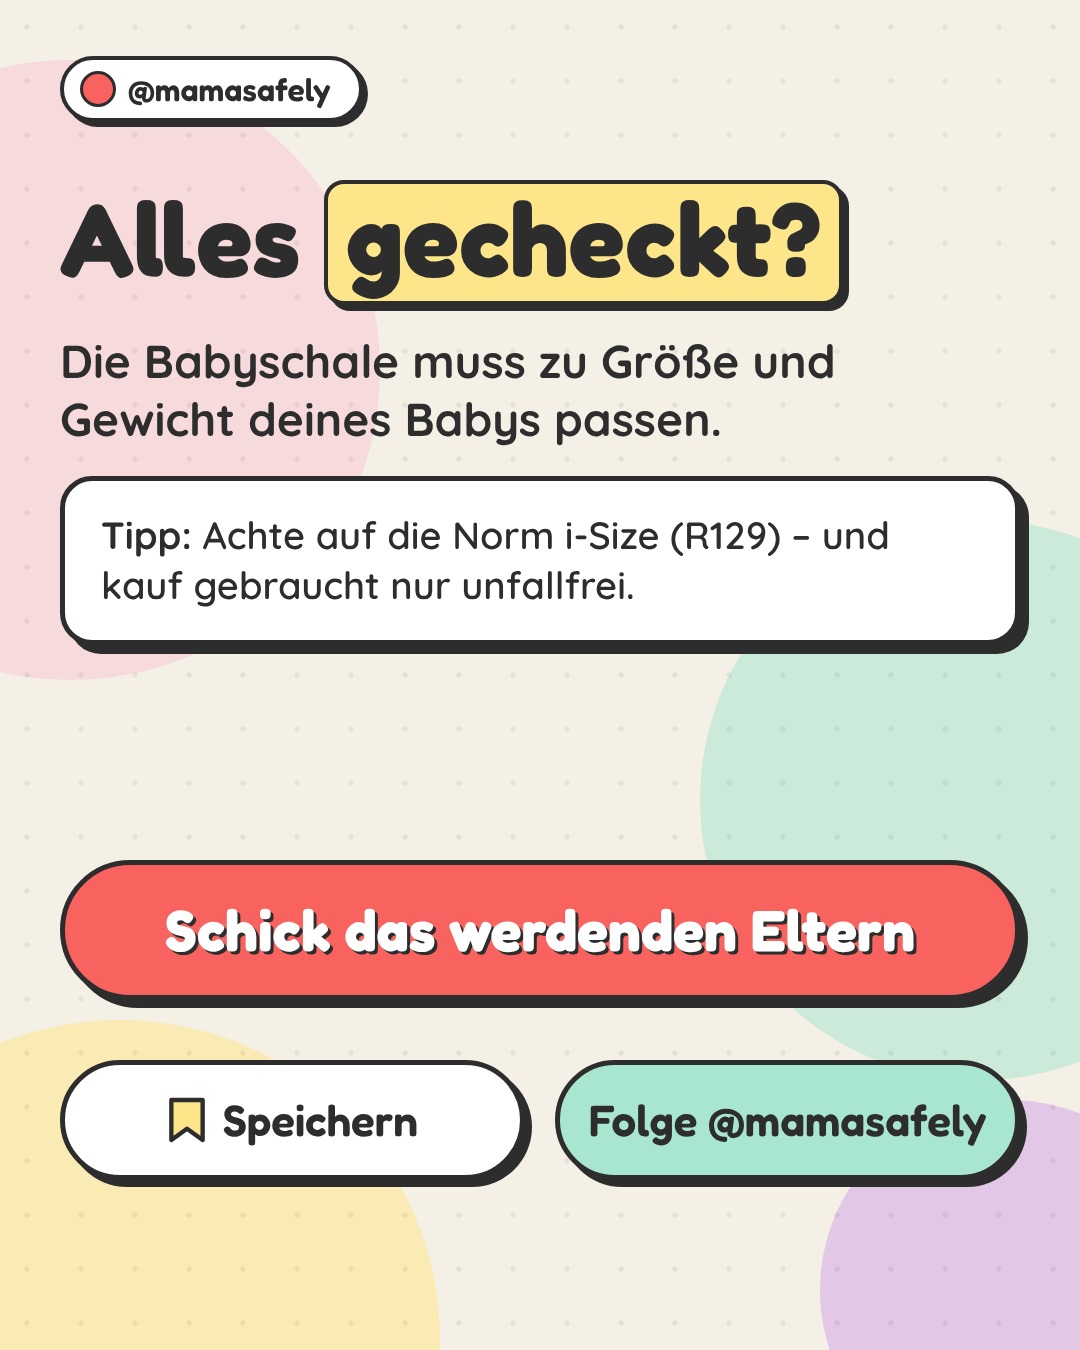 @mamasafely
Alles gecheckt?
Die Babyschale muss zu Größe und
Gewicht deines Babys passen.
Tipp: Achte auf die Norm i-Size (R129) – und
kauf gebraucht nur unfallfrei.
Schick das werdenden Eltern
Speichern
Folge @mamasafely